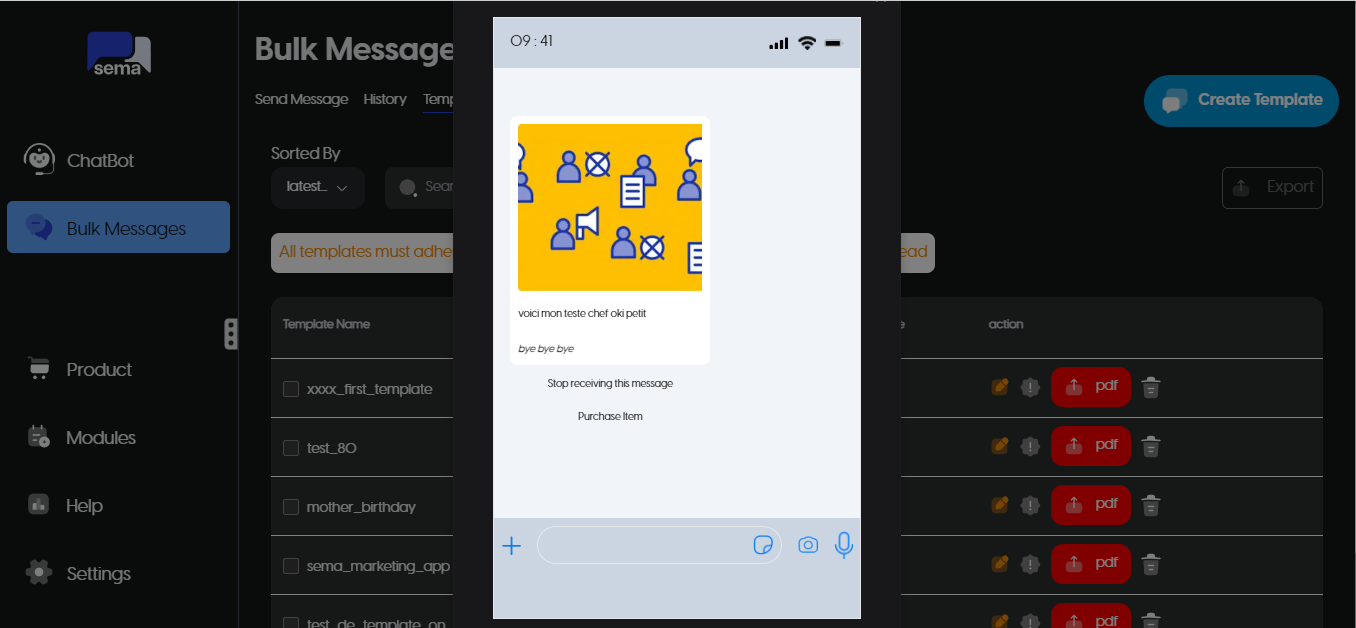 sema
ChatBot
Bulk Messages
Product
Modules
Help
Settings
Bulk Message
Send Message History Temp
Create Template
Sorted By
latest... Sear
Export
All templates must adhe
ead
Template Name
e
action
xxxx_first_template
pdf
test_80
pdf
mother_birthday
pdf
sema_marketing_app
pdf
test_de_template_on
pdf
09:41
voici mon teste chef oki petit
bye bye bye
Stop receiving this message
Purchase Item